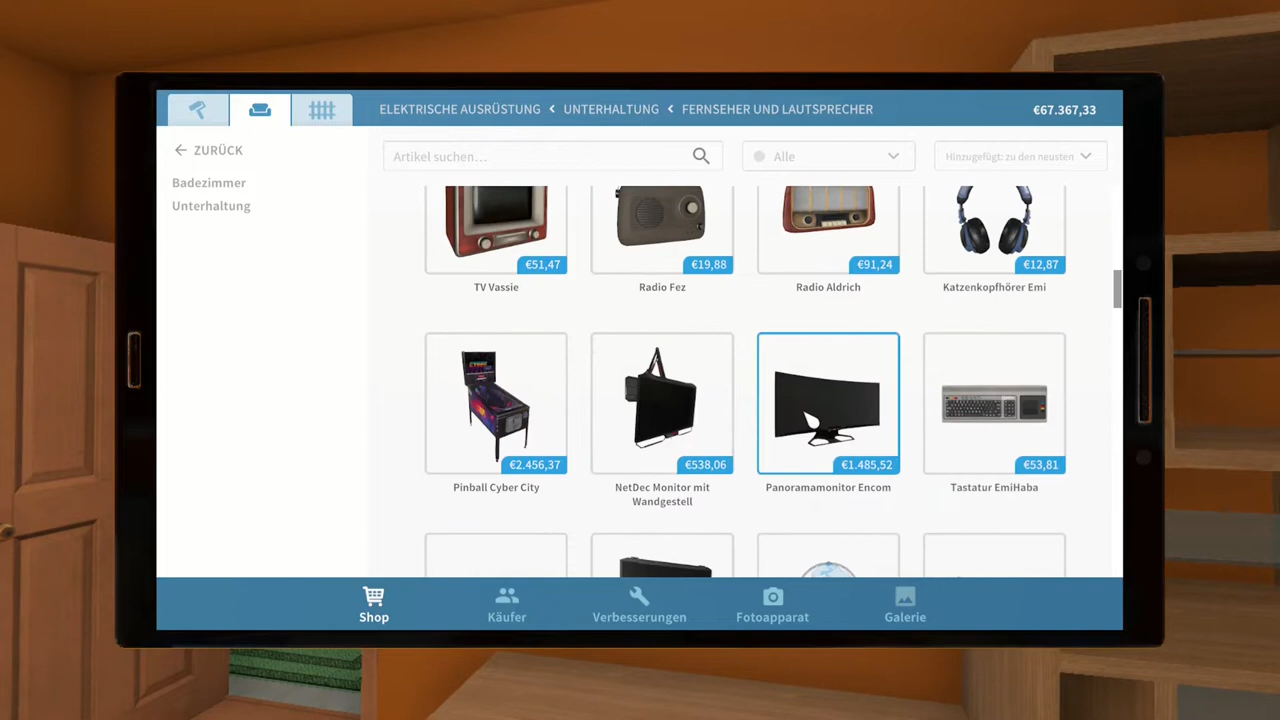 ELEKTRISCHE AUSRÜSTUNG < UNTERHALTUNG < FERNSEHER UND LAUTSPRECHER
€67.367,33
ZURÜCK
Badezimmer
Unterhaltung
Artikel suchen...
Alle
Hinzugefügt: zu den neusten
€51,47
€19,88
€91,24
€12,87
TV Vassie
Radio Fez
Radio Aldrich
Katzenkopfhörer Emi
€2.456,37
€538,06
€1.485,52
€53,81
Pinball Cyber City
NetDec Monitor mit
Wandgestell
Panoramamonitor Encom
Tastatur EmiHaba
Shop
Käufer
Verbesserungen
Fotoapparat
Galerie